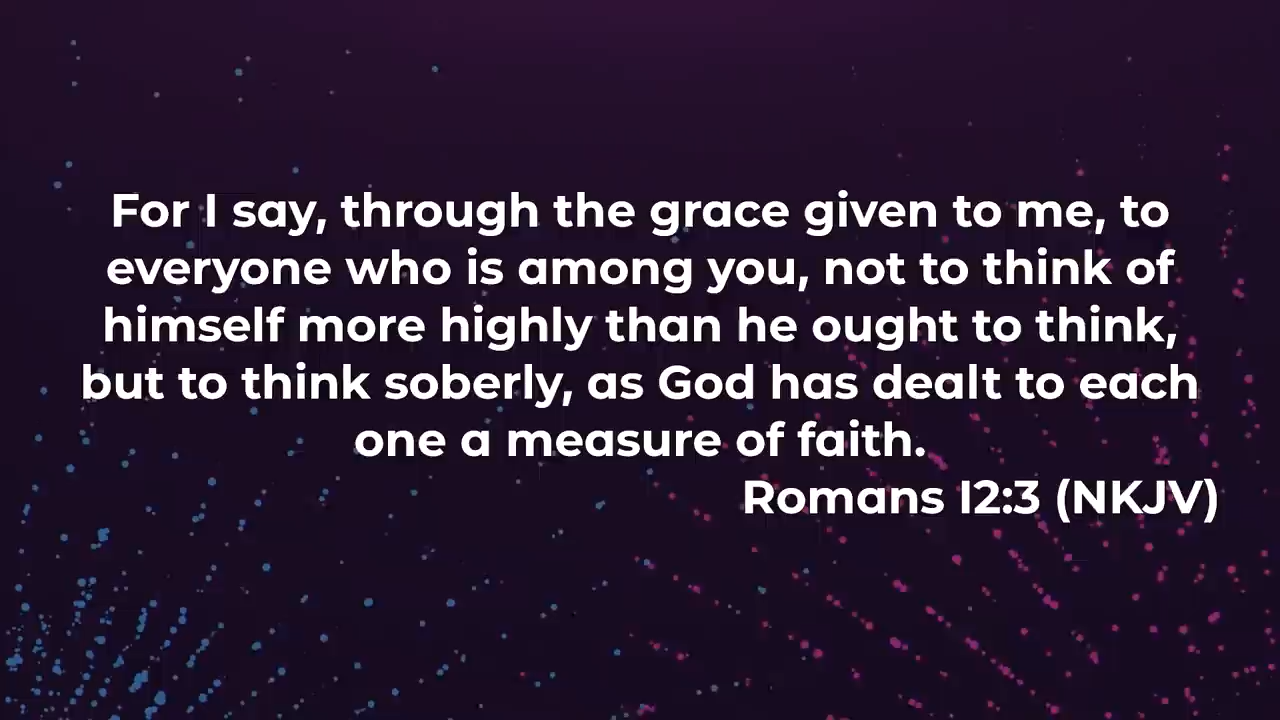 For I say, through the grace given to me, to
everyone who is among you, not to think of
himself more highly than he ought to think,
but to think soberly, as God has dealt to each
one a measure of faith.
Romans I2:3 (NKJV)